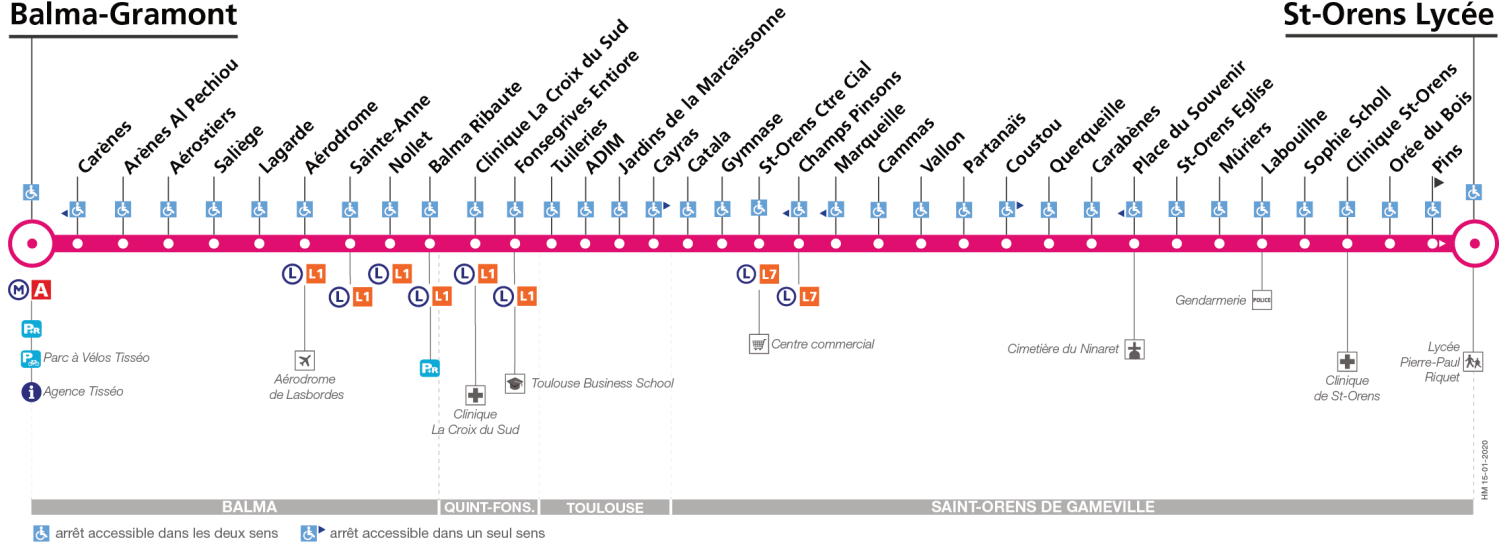 Balma-Gramont
St-Orens Lycée
Carènes
Arènes Al Pechiou
Aérostiers
Saliège
Lagarde
Aérodrome
Sainte-Anne
Nollet
Balma Ribaute
Clinique La Croix du Sud
Fonsegrives Entiore
Tuileries
ADIM
Jardins de la Marcaissonne
Cayras
Catala
Gymnase
St-Orens Ctre Cial
Champs Pinsons
Marqueille
Cammas
Vallon
Partanaïs
Coustou
Querqueille
Carabènes
Place du Souvenir
St-Orens Eglise
Mûriers
Labouilhe
Sophie Scholl
Clinique St-Orens
Orée du Bois
Pins
M A
L L1
L L1
L L1
L L1
L L1
L L1
L L7
L L7
P+R
Parc à Vélos Tisséo
Agence Tisséo
Aérodrome
de Lasbordes
P+R
Clinique
La Croix du Sud
Toulouse Business School
Centre commercial
Cimetière du Ninaret
Gendarmerie
POLICE
Clinique
de St-Orens
Lycée
Pierre-Paul
Riquet
HM 15-01-2020
BALMA
QUINT-FONS.
TOULOUSE
SAINT-ORENS DE GAMEVILLE
arrêt accessible dans les deux sens
arrêt accessible dans un seul sens